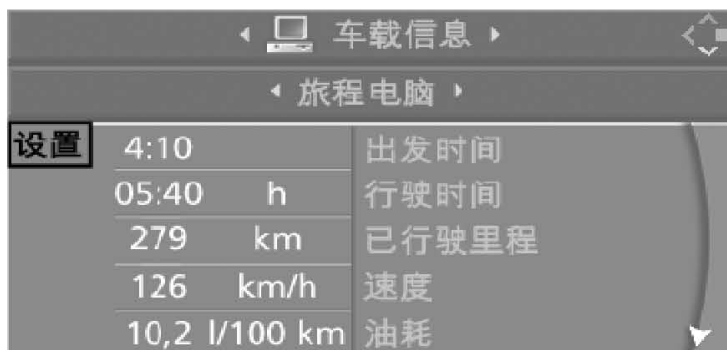 车载信息
旅程电脑
设置 4:10 出发时间
05:40 h 行驶时间
279 km 已行驶里程
126 km/h 速度
10,2 l/100 km 油耗